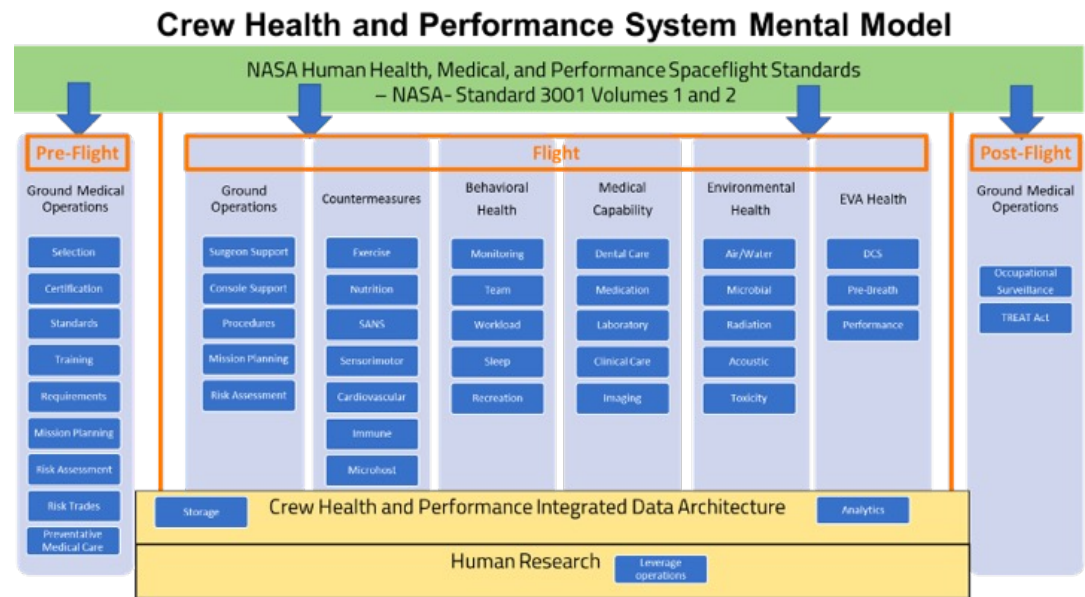 Crew Health and Performance System Mental Model
NASA Human Health, Medical, and Performance Spaceflight Standards
– NASA- Standard 3001 Volumes 1 and 2
Pre-Flight
Ground Medical
Operations
Selection
Certification
Standards
Training
Requirements
Mission Planning
Risk Assessment
Risk Trades
Preventative
Medical Care
Flight
Ground
Operations
Surgeon Support
Console Support
Procedures
Mission Planning
Risk Assessment
Countermeasures
Exercise
Nutrition
SANS
Sensorimotor
Cardiovascular
Immune
Microhost
Behavioral
Health
Monitoring
Team
Workload
Sleep
Recreation
Medical
Capability
Dental Care
Medication
Laboratory
Clinical Care
Imaging
Environmental
Health
Air/Water
Microbial
Radiation
Acoustic
Toxicity
EVA Health
DCS
Pre-Breath
Performance
Post-Flight
Ground Medical
Operations
Occupational
Surveillance
TREAT Act
Storage
Crew Health and Performance Integrated Data Architecture
Analytics
Human Research
Leverage
operations